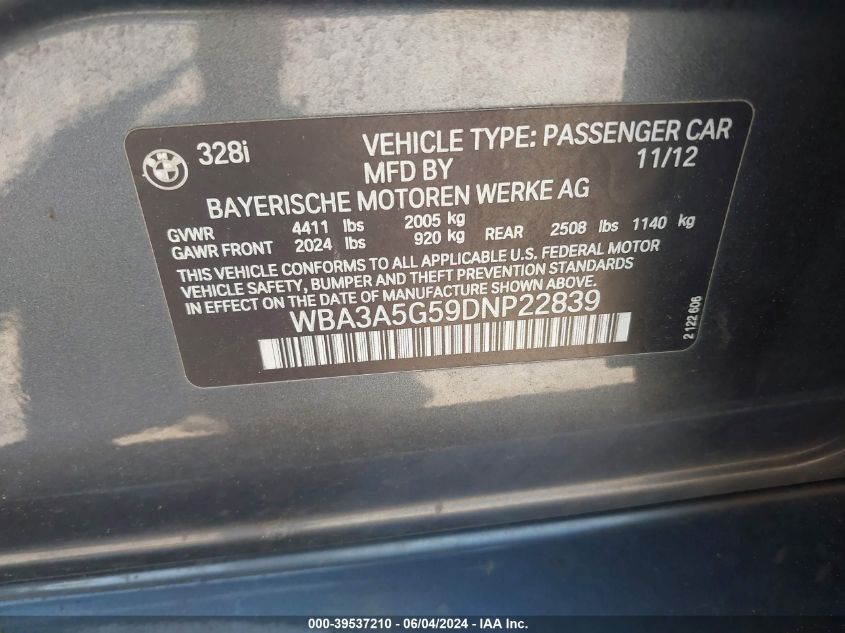 BMW
328i
VEHICLE TYPE: PASSENGER CAR
MFD BY 11/12
BAYERISCHE MOTOREN WERKE AG
GVWR 4411 lbs 2005 kg
GAWR FRONT 2024 lbs 920 kg REAR 2508 lbs 1140 kg
THIS VEHICLE CONFORMS TO ALL APPLICABLE U.S. FEDERAL MOTOR
VEHICLE SAFETY, BUMPER AND THEFT PREVENTION STANDARDS
IN EFFECT ON THE DATE OF MANUFACTURE SHOWN ABOVE.
WBA3A5G59DNP22839
2 122 606
000-39537210 - 06/04/2024 - IAAI.com